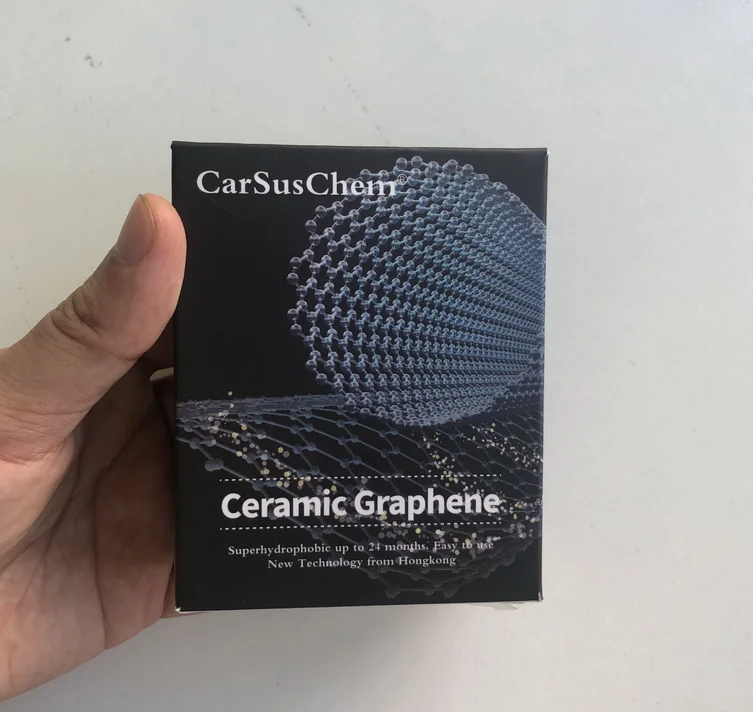 CarSusChem®
Ceramic Graphene
Superhydrophobic up to 24 months. Easy to use
New Technology from Hongkong